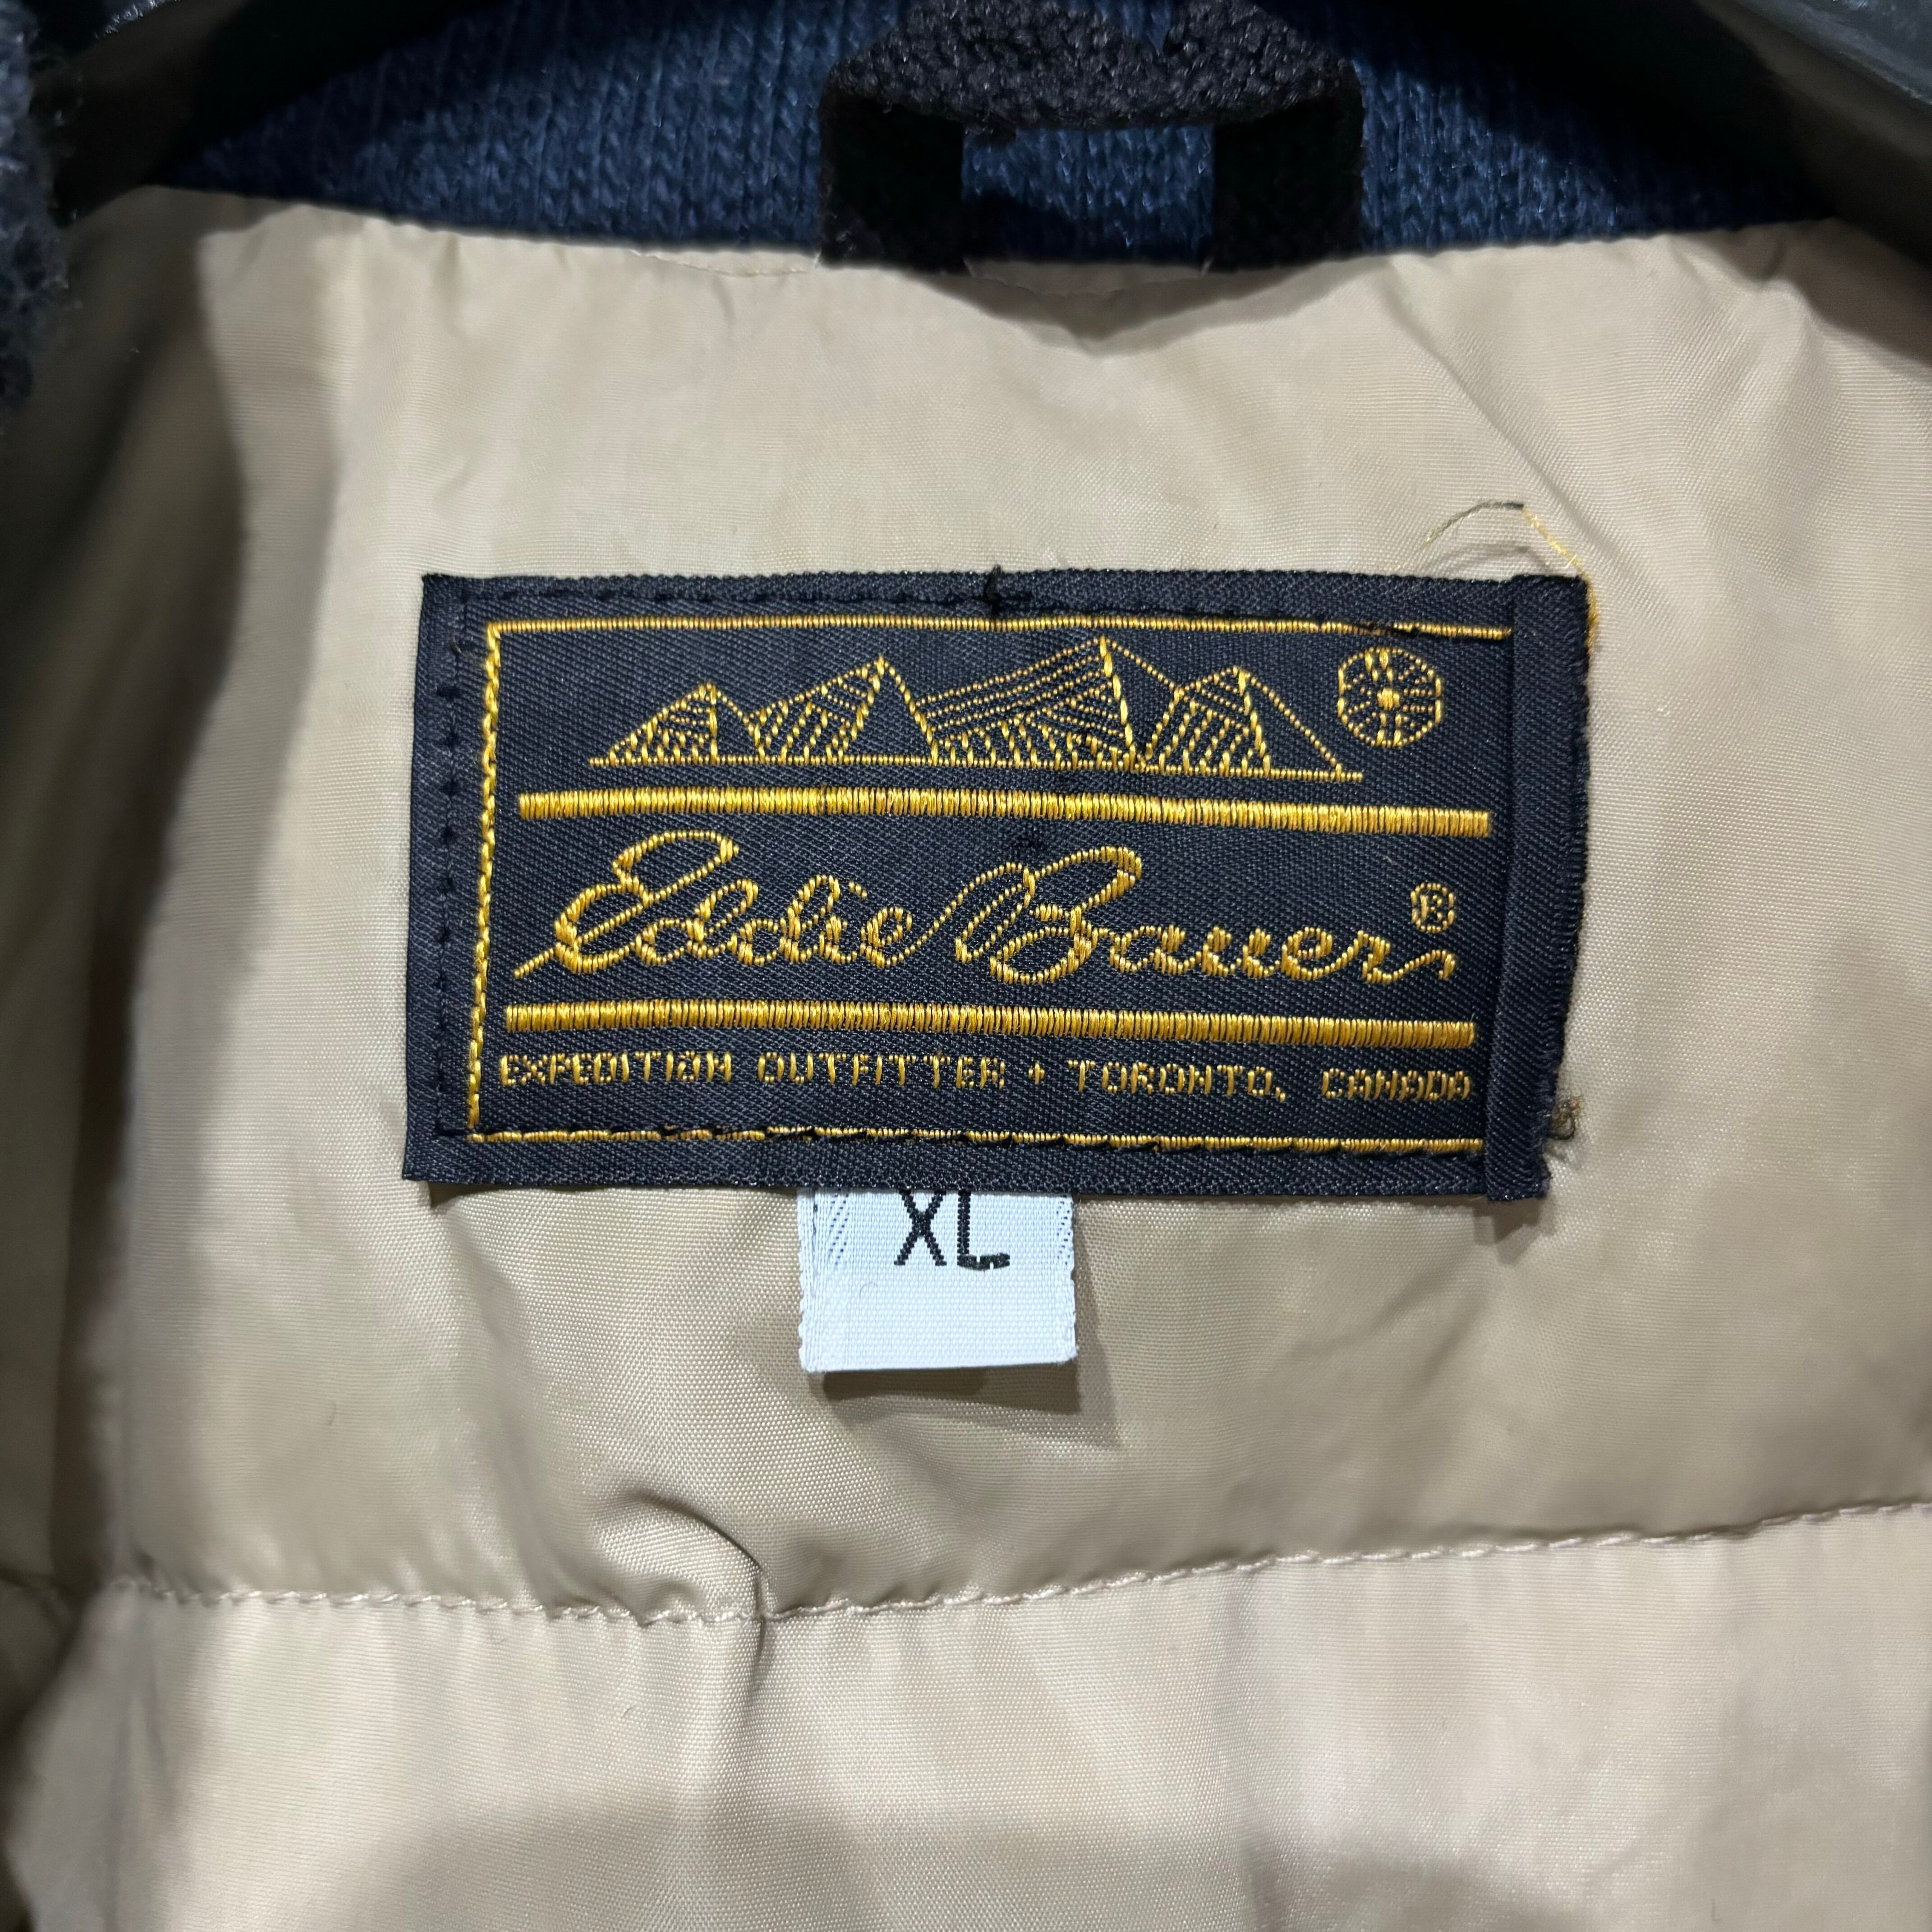 Eddie Bauer ®
EXPEDITION OUTFITTER • TORONTO, CANADA
XL